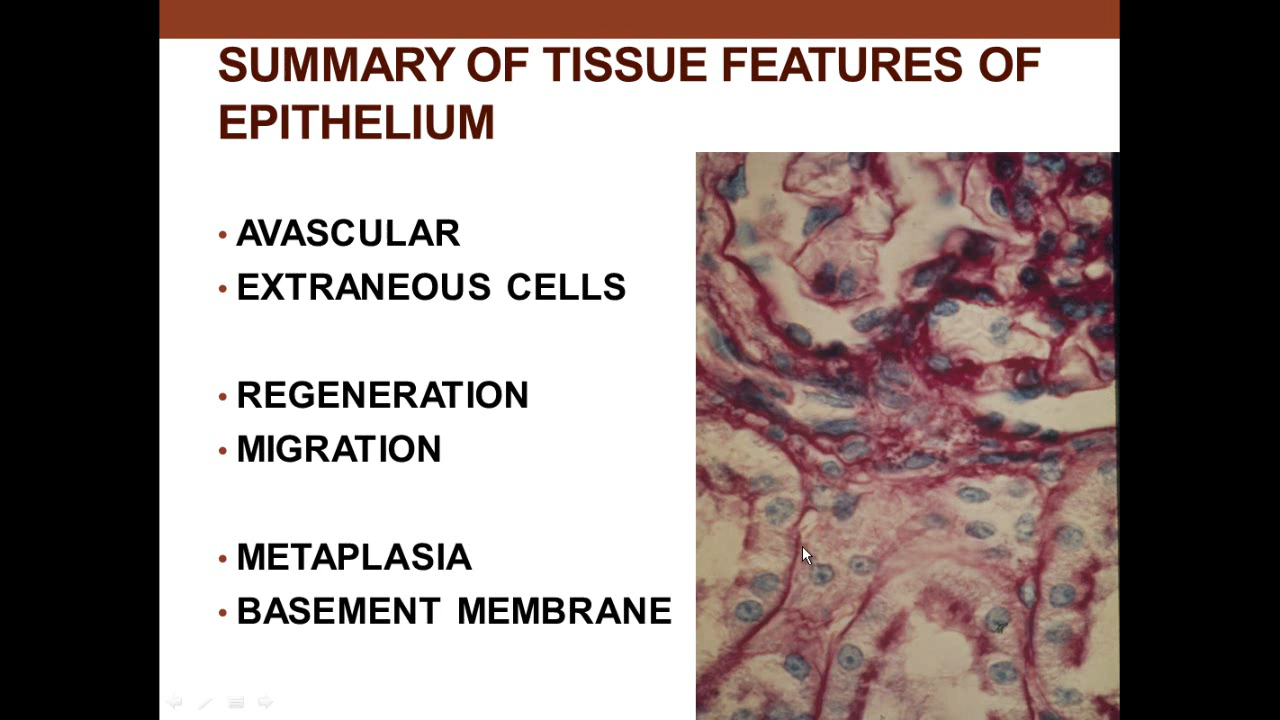 SUMMARY OF TISSUE FEATURES OF
EPITHELIUM
• AVASCULAR
• EXTRANEOUS CELLS
• REGENERATION
• MIGRATION
• METAPLASIA
• BASEMENT MEMBRANE